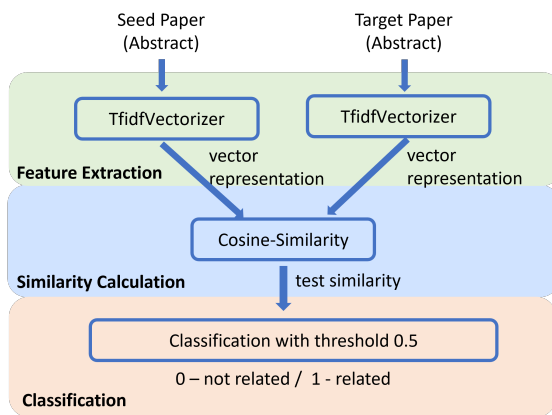 Seed Paper
(Abstract)
Target Paper
(Abstract)
TfidfVectorizer
TfidfVectorizer
vector
representation
vector
representation
Feature Extraction
Cosine-Similarity
test similarity
Similarity Calculation
Classification with threshold 0.5
0 – not related / 1 - related
Classification